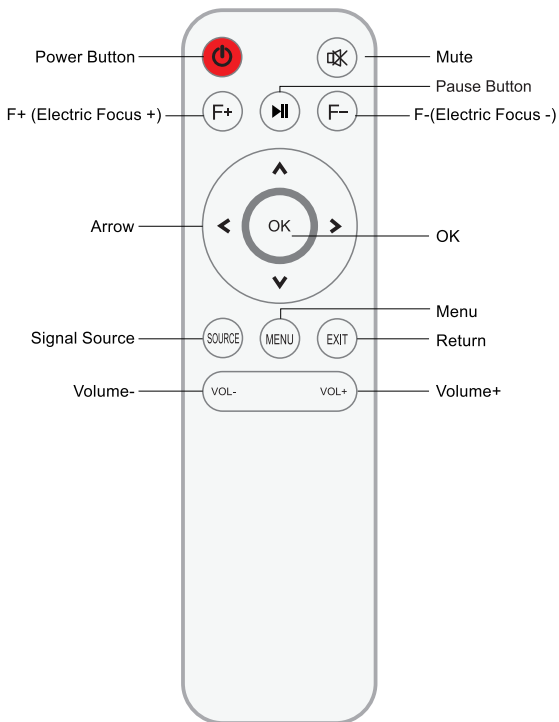 Power Button
Mute
Pause Button
F+ (Electric Focus +)
F+
F-
F-(Electric Focus -)
Arrow
OK
OK
Menu
Signal Source
SOURCE
MENU
EXIT
Return
Volume-
VOL-
VOL+
Volume+